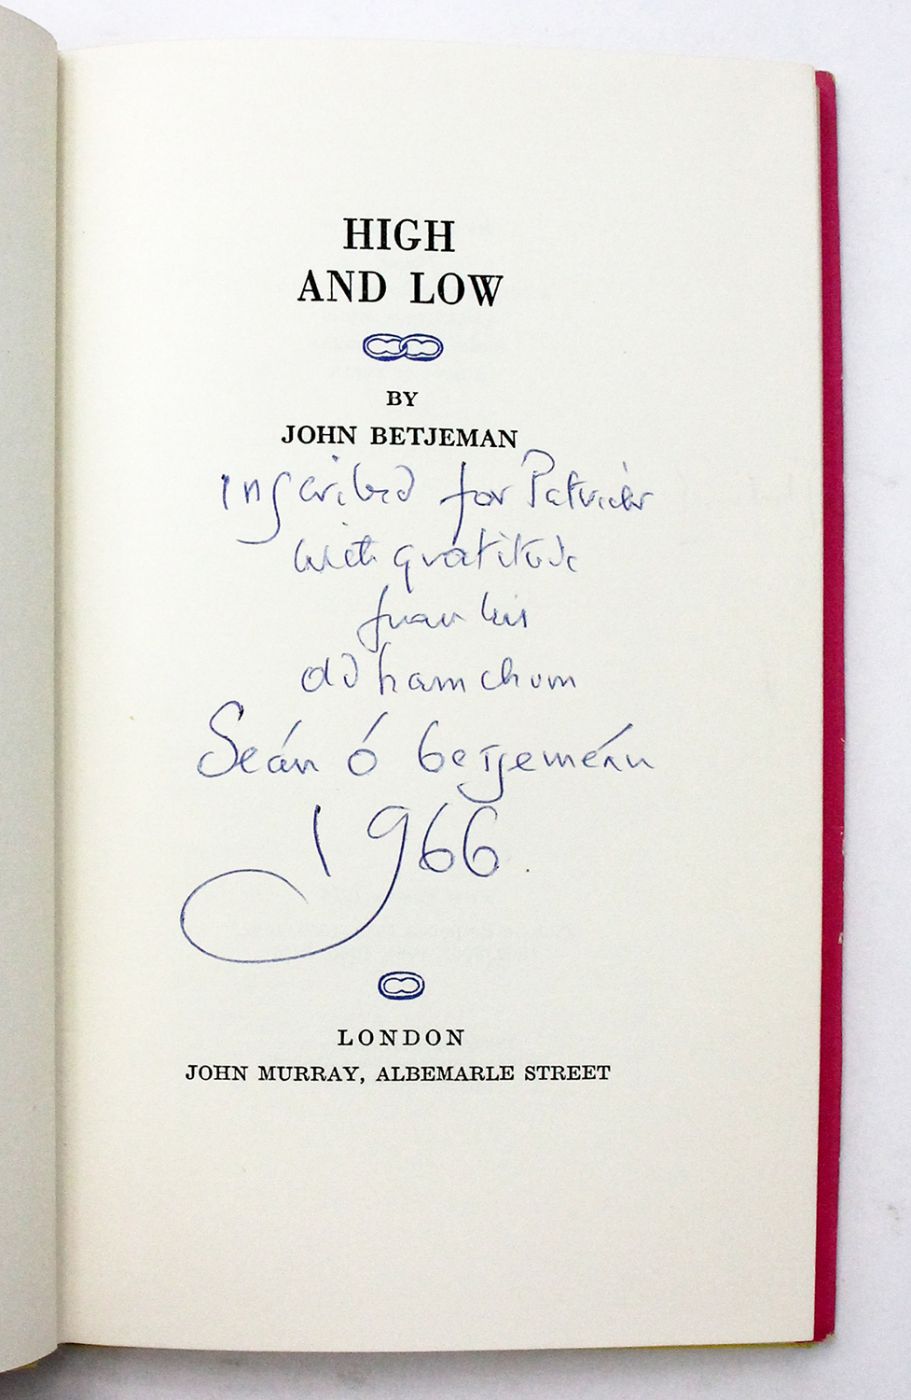 HIGH
AND LOW
BY
JOHN BETJEMAN
Inscribed for Patrick
with gratitude
from his
old ham chum
Seán ó betjemeán
1966.
LONDON
JOHN MURRAY, ALBEMARLE STREET